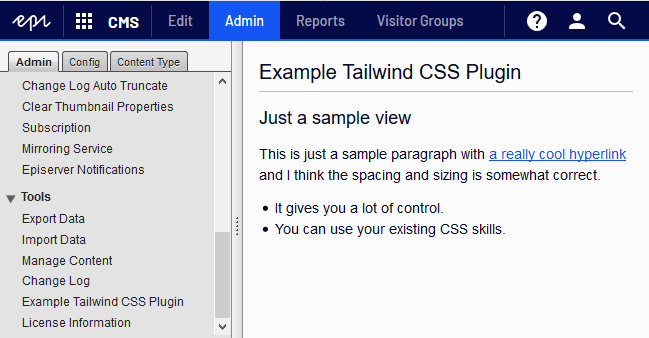 epi CMS Edit Admin Reports Visitor Groups ?
Admin Config Content Type
Change Log Auto Truncate
Clear Thumbnail Properties
Subscription
Mirroring Service
Episerver Notifications
Tools
Export Data
Import Data
Manage Content
Change Log
Example Tailwind CSS Plugin
License Information
Example Tailwind CSS Plugin
Just a sample view
This is just a sample paragraph with a really cool hyperlink
and I think the spacing and sizing is somewhat correct.
• It gives you a lot of control.
• You can use your existing CSS skills.